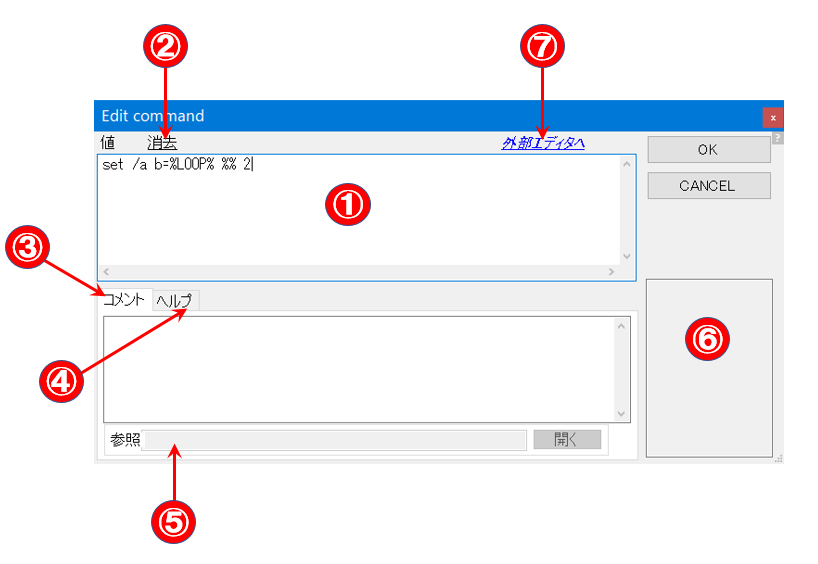 ② ⑦
Edit command x
値 消去 外部エディタへ ?
set /a b=%LOOP% %% 2
OK
CANCEL
①
③
コメント ヘルプ
⑥
④
参照 開く
⑤